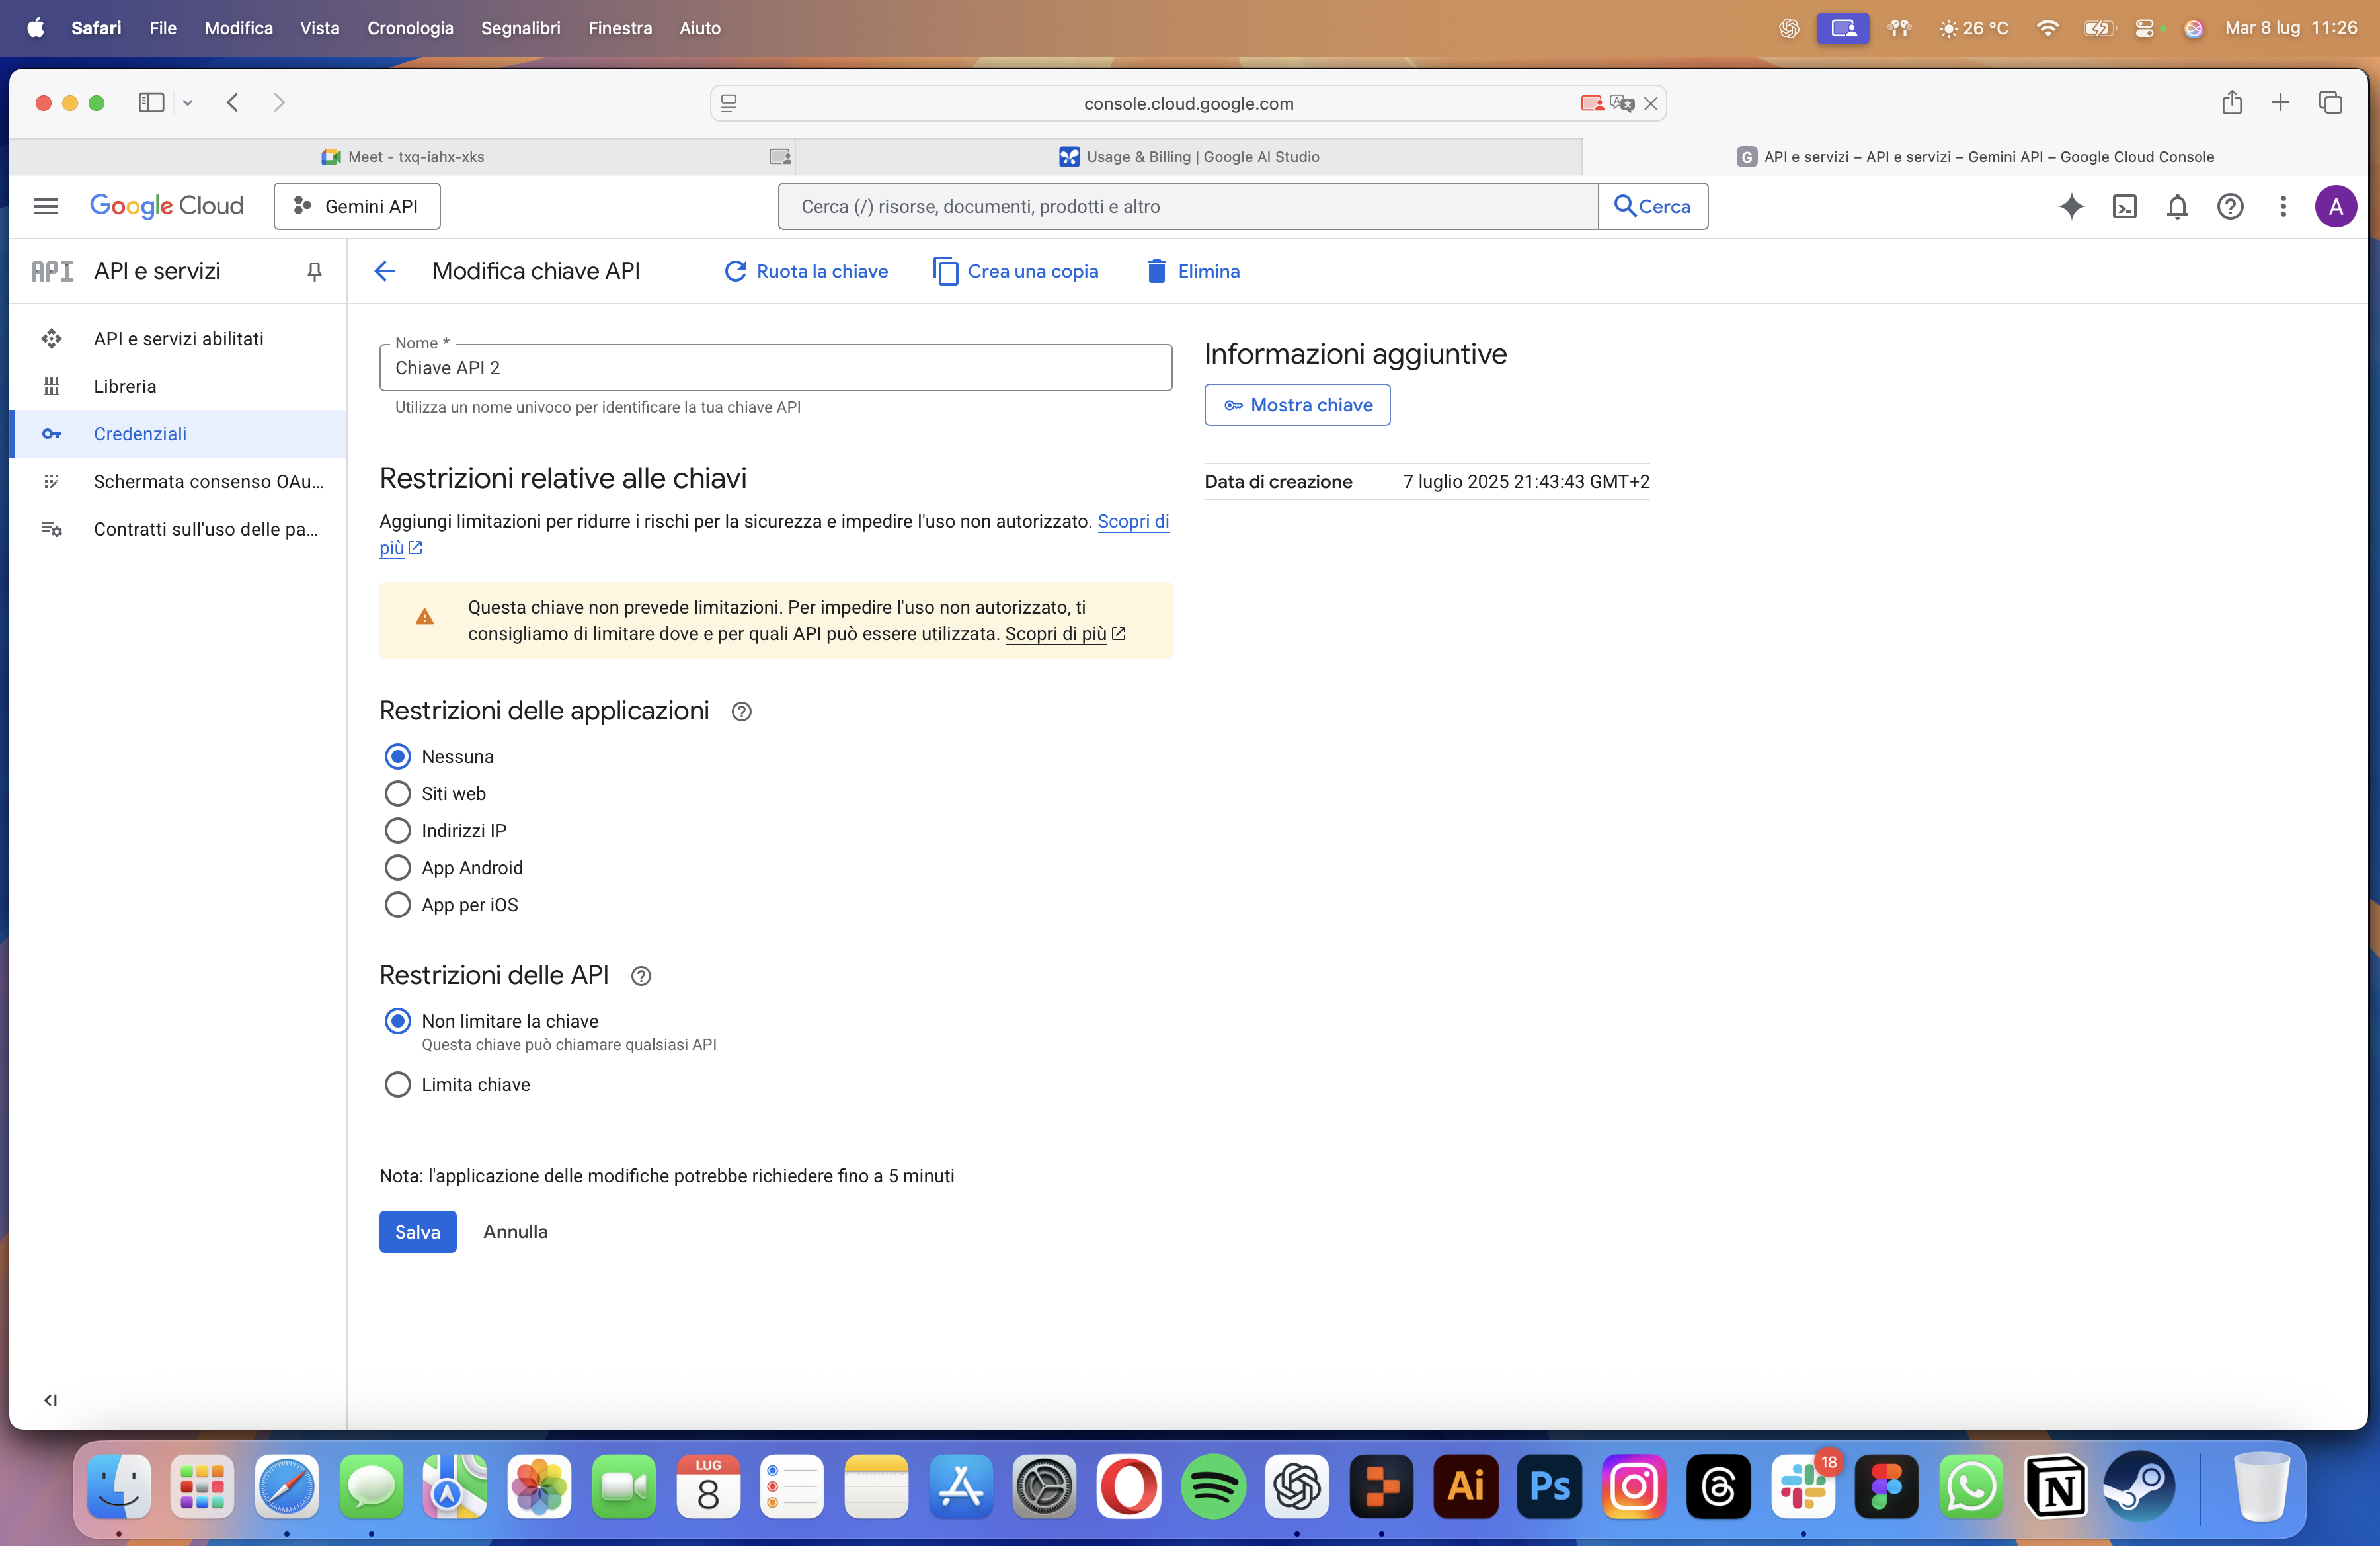 Safari File Modifica Vista Cronologia Segnalibri Finestra Aiuto 26 °C Mar 8 lug 11:26
console.cloud.google.com
Meet - txq-iahx-xks Usage & Billing | Google AI Studio G API e servizi – API e servizi – Gemini API – Google Cloud Console
Google Cloud Gemini API Cerca (/) risorse, documenti, prodotti e altro Cerca A
API API e servizi Modifica chiave API Ruota la chiave Crea una copia Elimina
API e servizi abilitati
Libreria
Credenziali
Schermata consenso OAu...
Contratti sull'uso delle pa...
Nome *
Chiave API 2
Utilizza un nome univoco per identificare la tua chiave API
Restrizioni relative alle chiavi
Aggiungi limitazioni per ridurre i rischi per la sicurezza e impedire l'uso non autorizzato. Scopri di
più
Questa chiave non prevede limitazioni. Per impedire l'uso non autorizzato, ti
consigliamo di limitare dove e per quali API può essere utilizzata. Scopri di più
Restrizioni delle applicazioni
Nessuna
Siti web
Indirizzi IP
App Android
App per iOS
Restrizioni delle API
Non limitare la chiave
Questa chiave può chiamare qualsiasi API
Limita chiave
Nota: l'applicazione delle modifiche potrebbe richiedere fino a 5 minuti
Salva Annulla
Informazioni aggiuntive
Mostra chiave
Data di creazione 7 luglio 2025 21:43:43 GMT+2
LUG
8
Ai
Ps
18